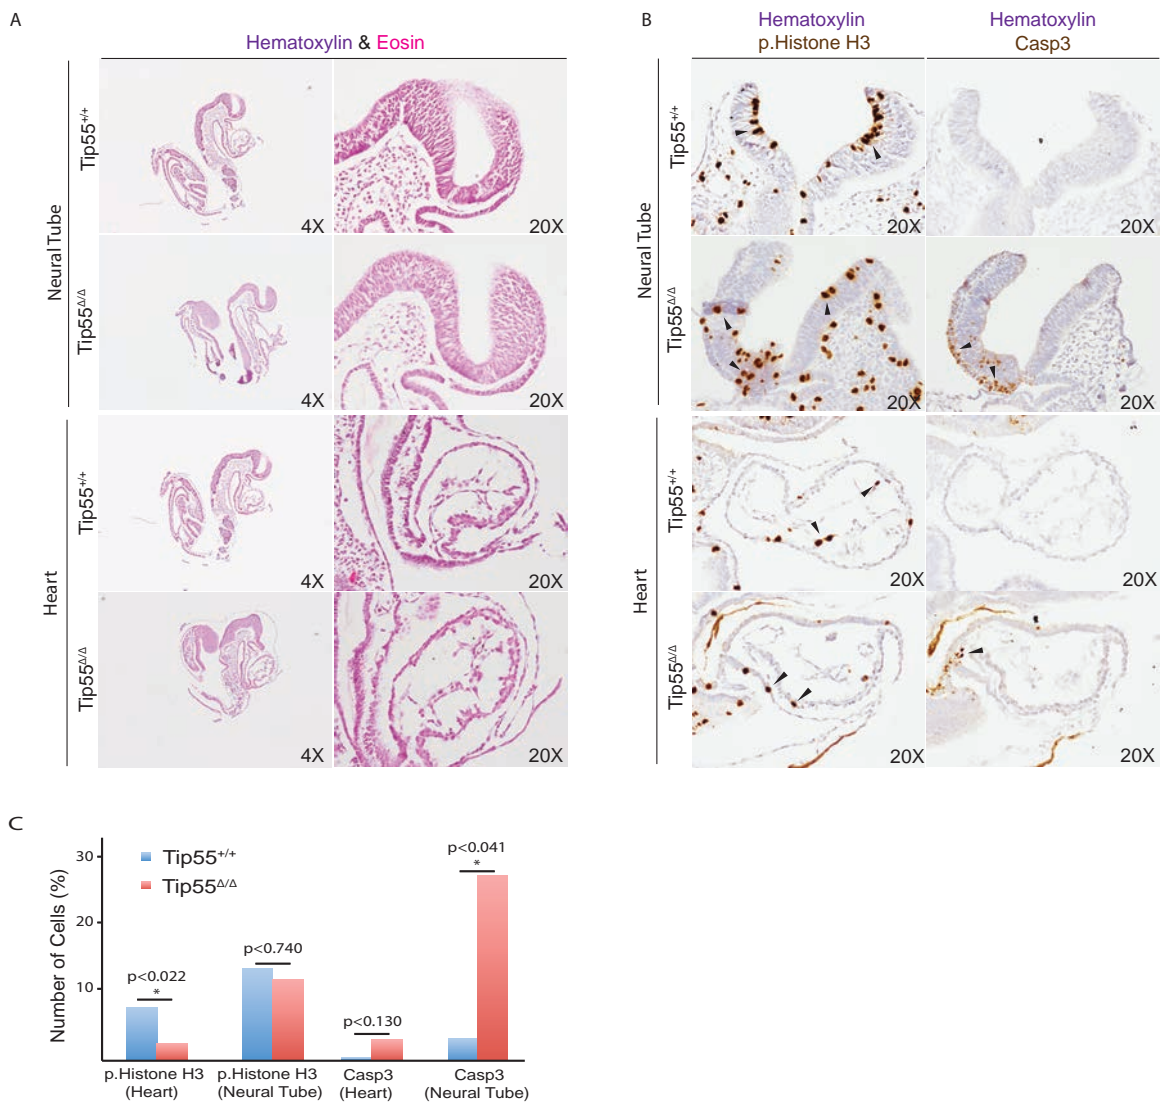 A
Hematoxylin & Eosin
Neural Tube
Tip55+/+
4X
20X
Tip55Δ/Δ
4X
20X
Heart
Tip55+/+
4X
20X
Tip55Δ/Δ
4X
20X
B
Hematoxylin
p.Histone H3
Hematoxylin
Casp3
Neural Tube
Tip55+/+
20X
20X
Tip55Δ/Δ
20X
20X
Heart
Tip55+/+
20X
20X
Tip55Δ/Δ
20X
20X
C
Number of Cells (%)
30
20
10
Tip55+/+
Tip55Δ/Δ
p<0.022
*
p<0.740
p<0.130
p<0.041
*
p.Histone H3
(Heart)
p.Histone H3
(Neural Tube)
Casp3
(Heart)
Casp3
(Neural Tube)